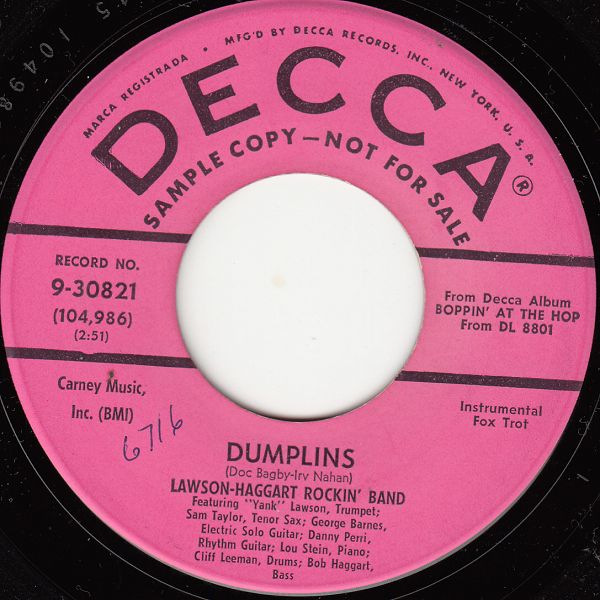 MARCA REGISTRADA • MFG'D BY DECCA RECORDS, INC., NEW YORK, U. S. A.
DECCA®
SAMPLE COPY—NOT FOR SALE
RECORD NO.
9-30821
(104,986)
(2:51)
From Decca Album
BOPPIN' AT THE HOP
From DL 8801
Carney Music,
Inc. (BMI)
6716
Instrumental
Fox Trot
DUMPLINS
(Doc Bagby-Irv Nahan)
LAWSON-HAGGART ROCKIN' BAND
Featuring "Yank" Lawson, Trumpet;
Sam Taylor, Tenor Sax; George Barnes,
Electric Solo Guitar; Danny Perri,
Rhythm Guitar; Lou Stein, Piano;
Cliff Leeman, Drums; Bob Haggart,
Bass